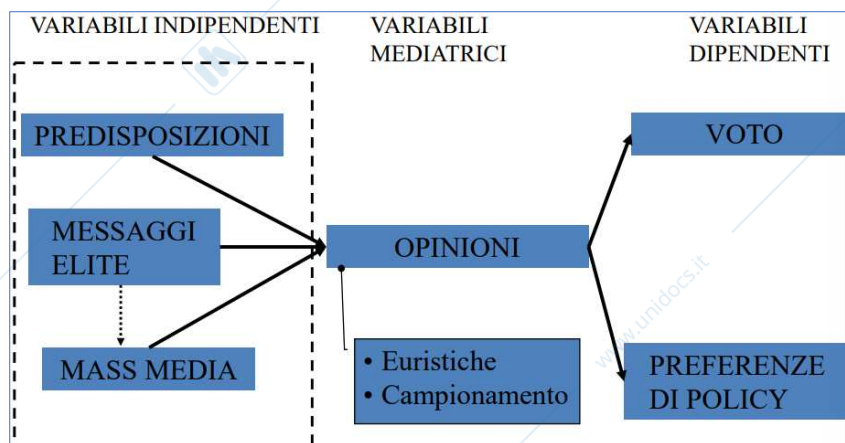 VARIABILI INDIPENDENTI
VARIABILI
MEDIATRICI
VARIABILI
DIPENDENTI
PREDISPOSIZIONI
MESSAGGI
ELITE
MASS MEDIA
OPINIONI
• Euristiche
• Campionamento
VOTO
PREFERENZE
DI POLICY
www.unidocs.it